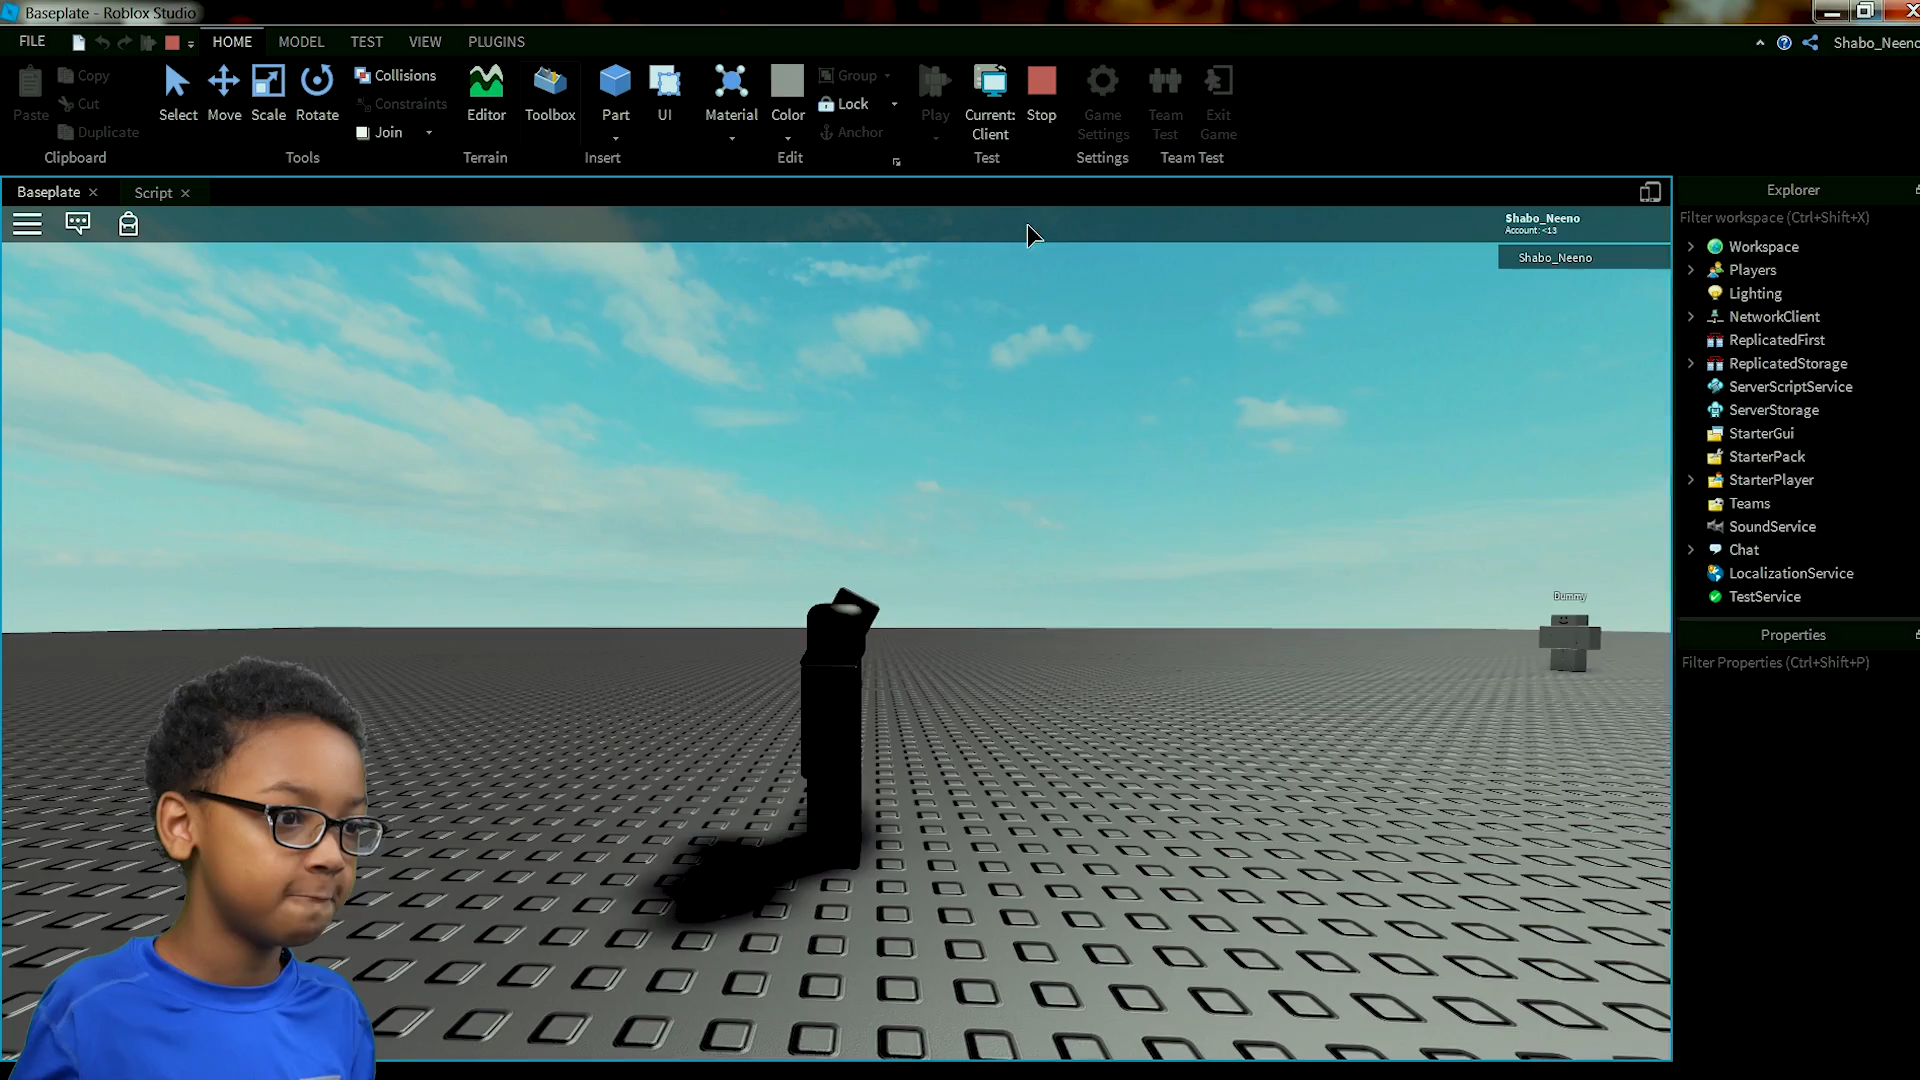 Baseplate - Roblox Studio
FILE
HOME
MODEL
TEST
VIEW
PLUGINS
Shabo_Neeno
Paste
Copy
Cut
Duplicate
Clipboard
Select
Move
Scale
Rotate
Collisions
Constraints
Join
Tools
Editor
Terrain
Toolbox
Part
UI
Insert
Material
Color
Group
Lock
Anchor
Edit
Play
Current:
Client
Stop
Test
Game
Settings
Settings
Team
Test
Exit
Game
Team Test
Baseplate
Script
Shabo_Neeno
Account: <13
Shabo_Neeno
Dummy
Explorer
Filter workspace (Ctrl+Shift+X)
Workspace
Players
Lighting
NetworkClient
ReplicatedFirst
ReplicatedStorage
ServerScriptService
ServerStorage
StarterGui
StarterPack
StarterPlayer
Teams
SoundService
Chat
LocalizationService
TestService
Properties
Filter Properties (Ctrl+Shift+P)